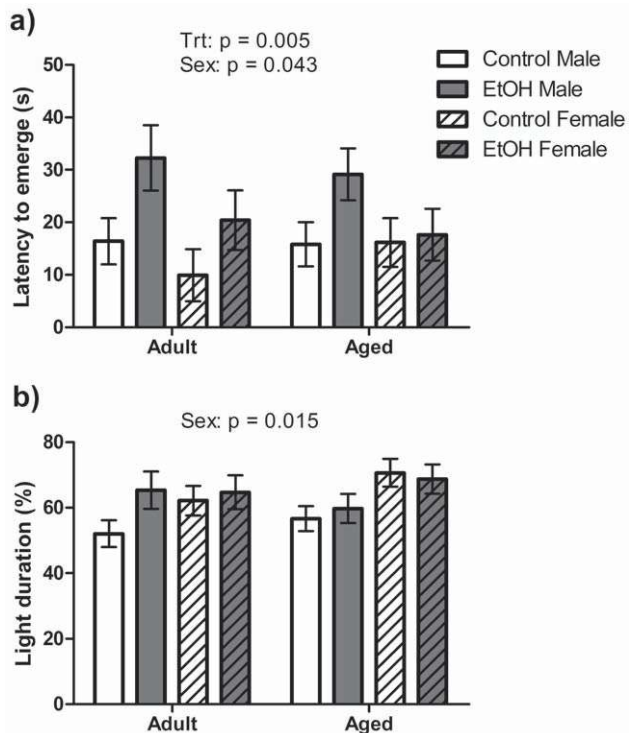 a)
Trt: p = 0.005
Sex: p = 0.043
Control Male
EtOH Male
Control Female
EtOH Female
Latency to emerge (s)
50
40
30
20
10
0
Adult
Aged
b)
Sex: p = 0.015
Light duration (%)
80
60
40
20
0
Adult
Aged